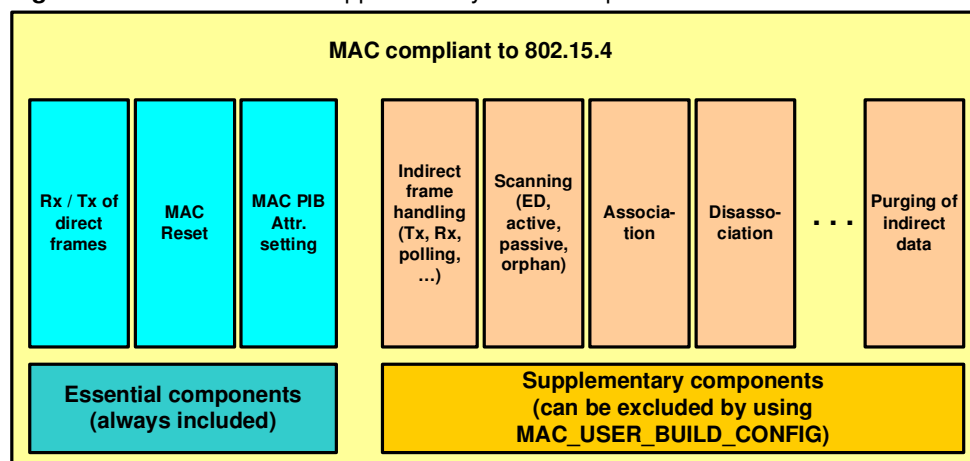 MAC compliant to 802.15.4
Rx / Tx of
direct
frames
MAC
Reset
MAC PIB
Attr.
setting
Indirect
frame
handling
(Tx, Rx,
polling,
…)
Scanning
(ED,
active,
passive,
orphan)
Associa-
tion
Disasso-
ciation
. . .
Purging of
indirect
data
Essential components
(always included)
Supplementary components
(can be excluded by using
MAC_USER_BUILD_CONFIG)